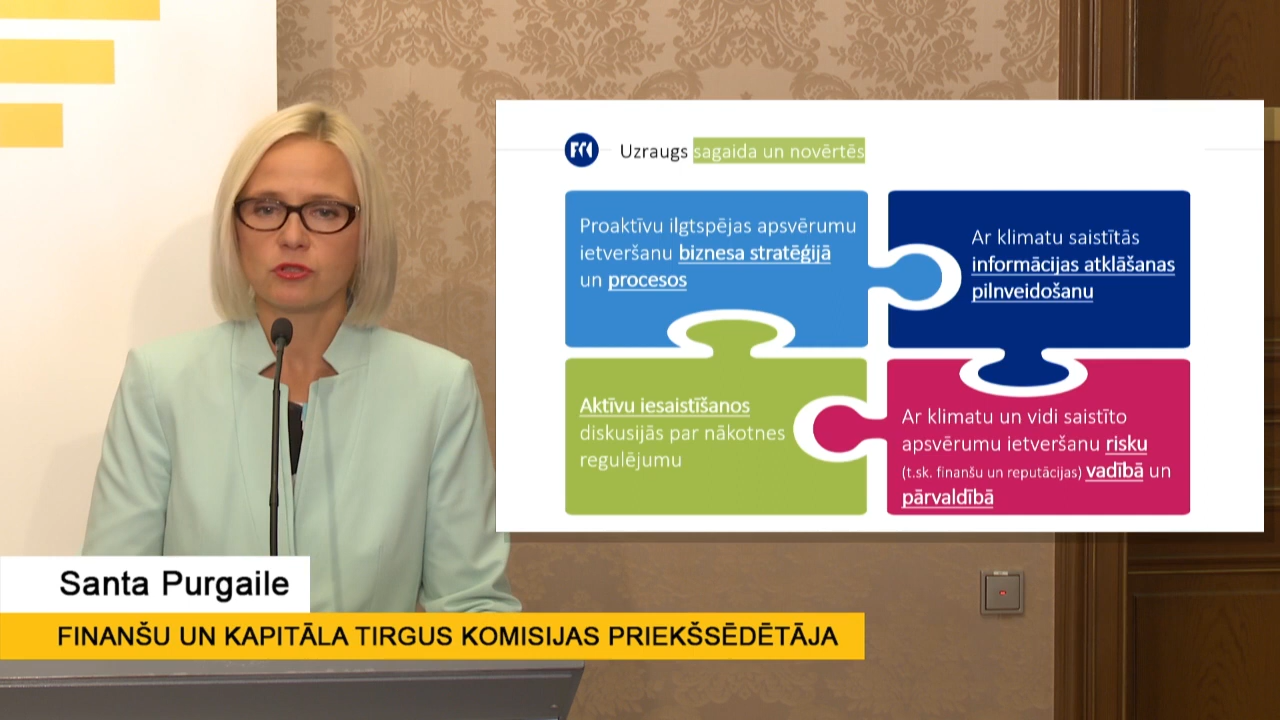 Uzraugs sagaida un novērtēs
Proaktīvu ilgtspējas apsvērumu
ietveršanu biznesa stratēģijā
un procesos
Ar klimatu saistītās
informācijas atklāšanas
pilnveidošanu
Aktīvu iesaistīšanos
diskusijās par nākotnes
regulējumu
Ar klimatu un vidi saistīto
apsvērumu ietveršanu risku
(t.sk. finanšu un reputācijas) vadībā un
pārvaldībā
Santa Purgaile
FINANŠU UN KAPITĀLA TIRGUS KOMISIJAS PRIEKŠSĒDĒTĀJA